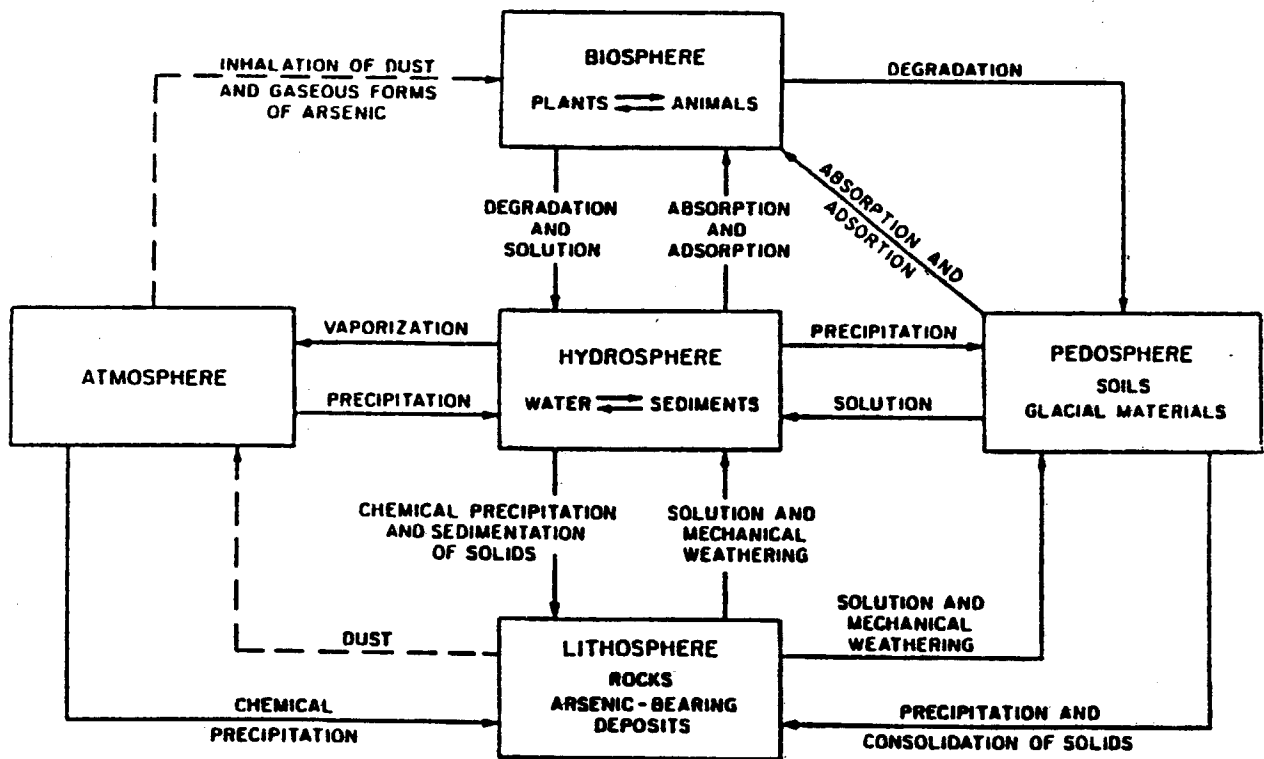 INHALATION OF DUST
AND GASEOUS FORMS
OF ARSENIC
BIOSPHERE
PLANTS ANIMALS
DEGRADATION
DEGRADATION
AND
SOLUTION
ABSORPTION
AND
ADSORPTION
ABSORPTION AND
ADSORTION
ATMOSPHERE
VAPORIZATION
PRECIPITATION
HYDROSPHERE
WATER SEDIMENTS
PRECIPITATION
SOLUTION
PEDOSPHERE
SOILS
GLACIAL MATERIALS
CHEMICAL PRECIPITATION
AND SEDIMENTATION
OF SOLIDS
SOLUTION AND
MECHANICAL
WEATHERING
SOLUTION AND
MECHANICAL
WEATHERING
DUST
LITHOSPHERE
ROCKS
ARSENIC-BEARING
DEPOSITS
CHEMICAL
PRECIPITATION
PRECIPITATION AND
CONSOLIDATION OF SOLIDS